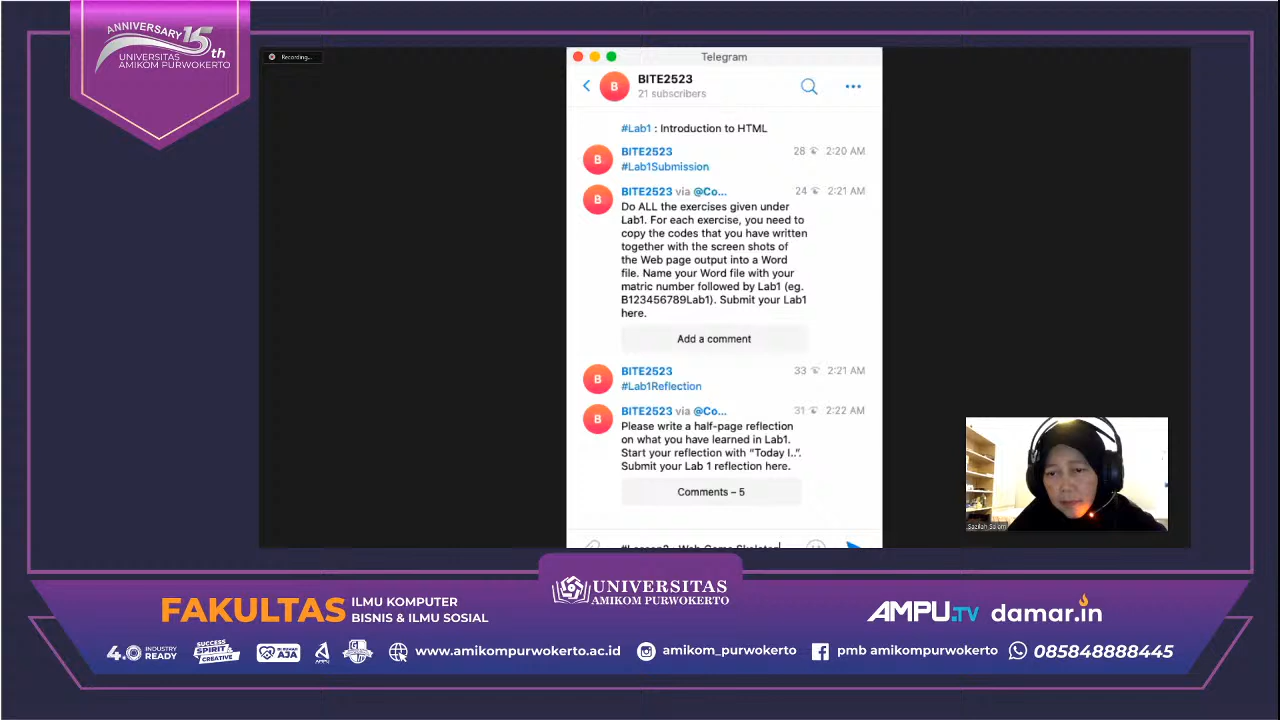 ANNIVERSARY 15th
UNIVERSITAS
AMIKOM PURWOKERTO
Recording...
Telegram
B
BITE2523
21 subscribers
#Lab1 : Introduction to HTML
B
BITE2523 28 2:20 AM
#Lab1Submission
B
BITE2523 via @Co... 24 2:21 AM
Do ALL the exercises given under
Lab1. For each exercise, you need to
copy the codes that you have written
together with the screen shots of
the Web page output into a Word
file. Name your Word file with your
matric number followed by Lab1 (eg.
B123456789Lab1). Submit your Lab1
here.
Add a comment
B
BITE2523 33 2:21 AM
#Lab1Reflection
B
BITE2523 via @Co... 31 2:22 AM
Please write a half-page reflection
on what you have learned in Lab1.
Start your reflection with “Today I..”.
Submit your Lab 1 reflection here.
Comments – 5
Sazilah Salam
UNIVERSITAS
AMIKOM PURWOKERTO
FAKULTAS
ILMU KOMPUTER
BISNIS & ILMU SOSIAL
AMPU.TV
damar.in
4.0 INDUSTRY READY
SUCCESS
SPIRIT
CREATIVE
AJA
www.amikompurwokerto.ac.id
amikom_purwokerto
pmb amikompurwokerto
085848888445